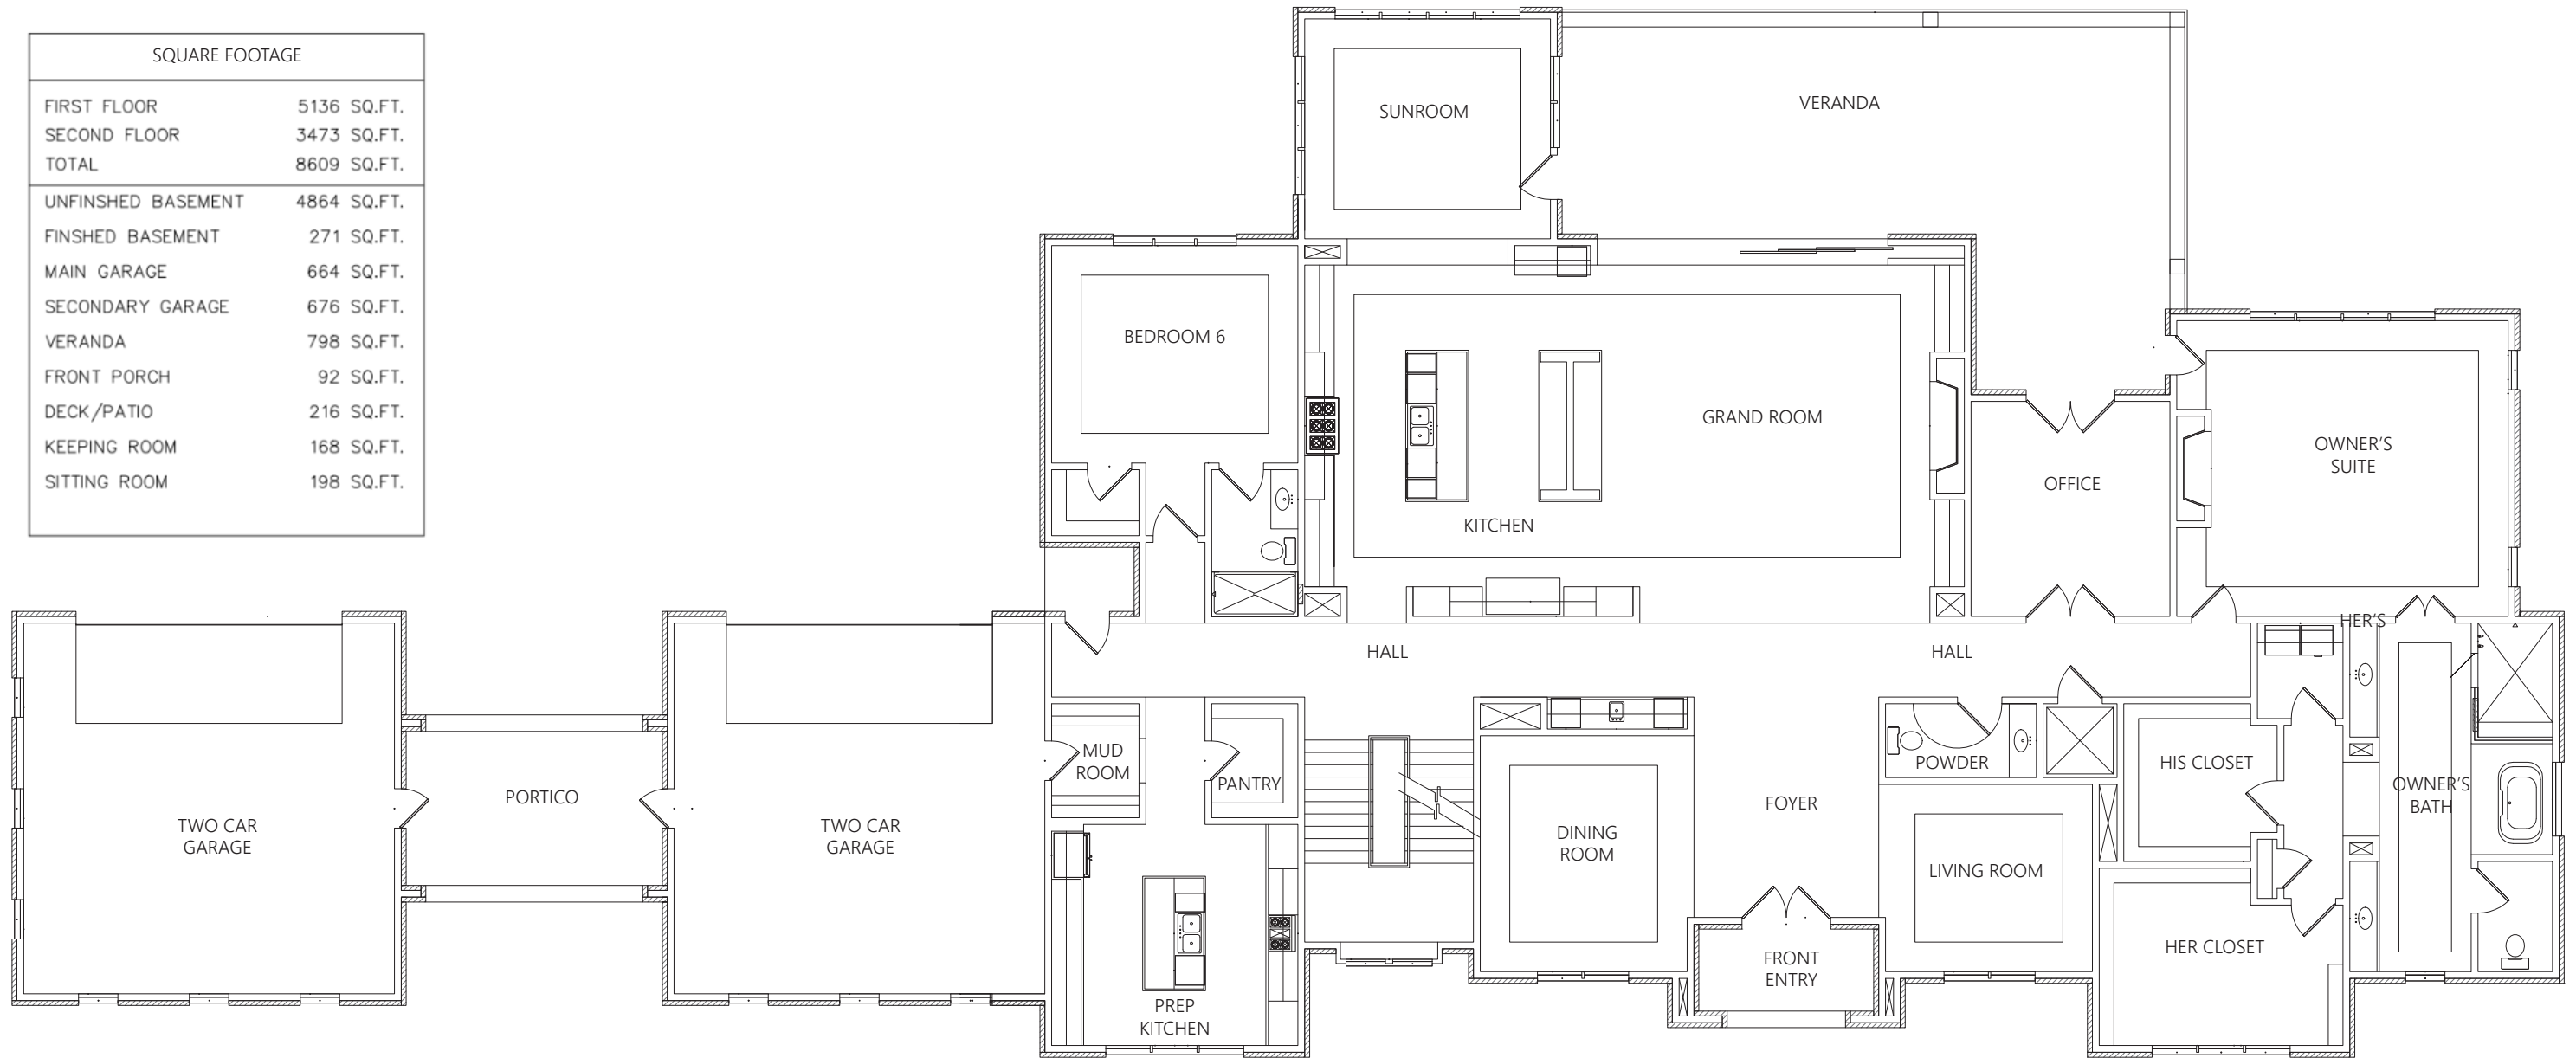 SQUARE FOOTAGE
FIRST FLOOR 5136 SQ.FT.
SECOND FLOOR 3473 SQ.FT.
TOTAL 8609 SQ.FT.
UNFINSHED BASEMENT 4864 SQ.FT.
FINSHED BASEMENT 271 SQ.FT.
MAIN GARAGE 664 SQ.FT.
SECONDARY GARAGE 676 SQ.FT.
VERANDA 798 SQ.FT.
FRONT PORCH 92 SQ.FT.
DECK/PATIO 216 SQ.FT.
KEEPING ROOM 168 SQ.FT.
SITTING ROOM 198 SQ.FT.
SUNROOM
VERANDA
BEDROOM 6
GRAND ROOM
KITCHEN
OFFICE
OWNER'S
SUITE
HER'S
HALL
HALL
MUD
ROOM
PANTRY
POWDER
HIS CLOSET
OWNER'S
BATH
PORTICO
FOYER
TWO CAR
GARAGE
TWO CAR
GARAGE
DINING
ROOM
LIVING ROOM
HER CLOSET
FRONT
ENTRY
PREP
KITCHEN